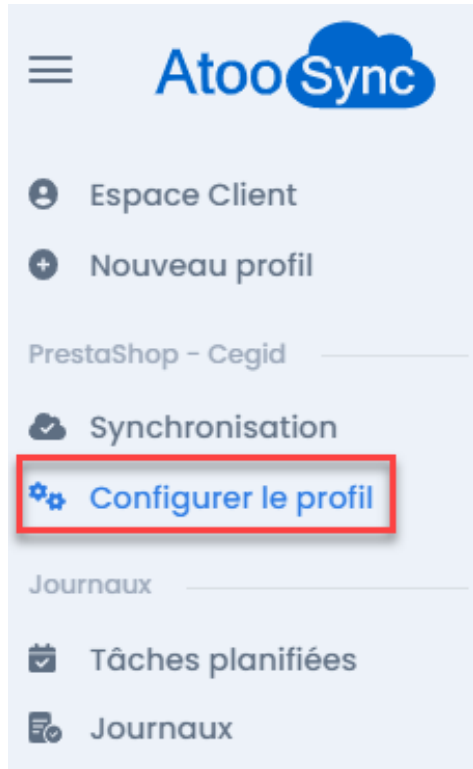 AtooSync
Espace Client
Nouveau profil
PrestaShop - Cegid
Synchronisation
Configurer le profil
Journaux
Tâches planifiées
Journaux